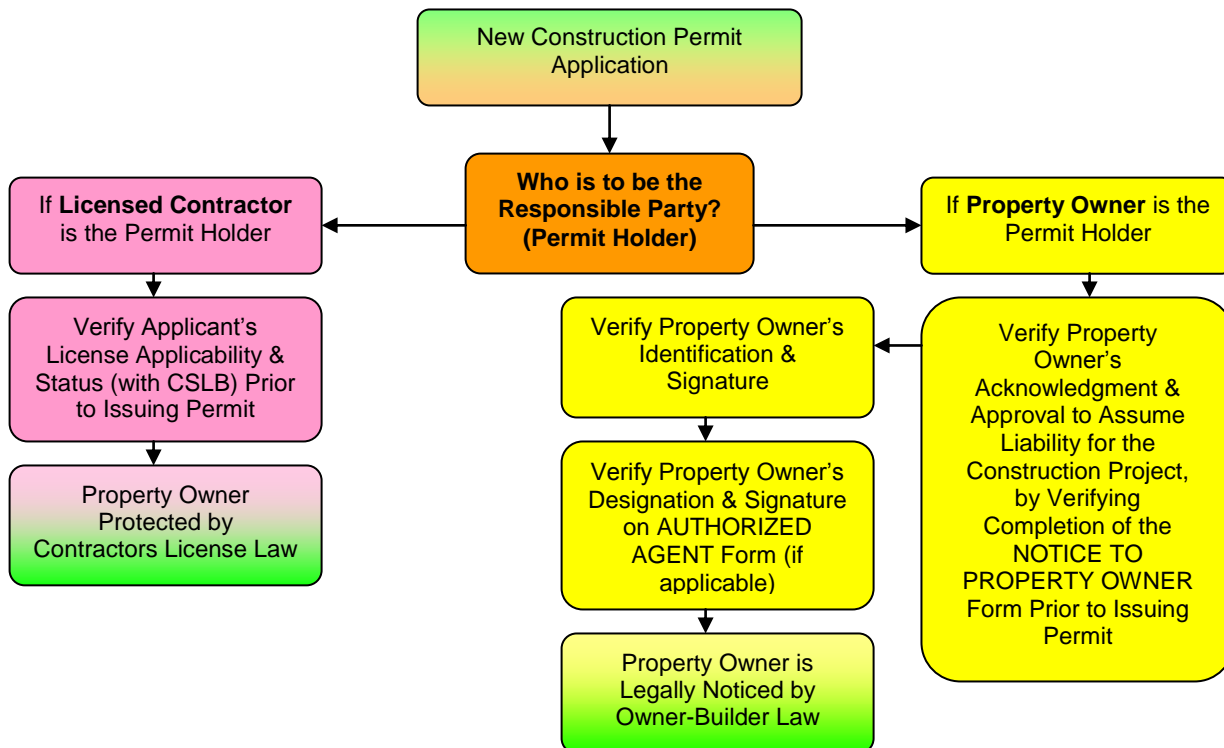 New Construction Permit
Application
Who is to be the
Responsible Party?
(Permit Holder)
If Licensed Contractor
is the Permit Holder
Verify Applicant’s
License Applicability &
Status (with CSLB) Prior
to Issuing Permit
Property Owner
Protected by
Contractors License Law
If Property Owner is the
Permit Holder
Verify Property
Owner’s
Acknowledgment &
Approval to Assume
Liability for the
Construction Project,
by Verifying
Completion of the
NOTICE TO
PROPERTY OWNER
Form Prior to Issuing
Permit
Verify Property Owner’s
Identification &
Signature
Verify Property Owner’s
Designation & Signature
on AUTHORIZED
AGENT Form (if
applicable)
Property Owner is
Legally Noticed by
Owner-Builder Law